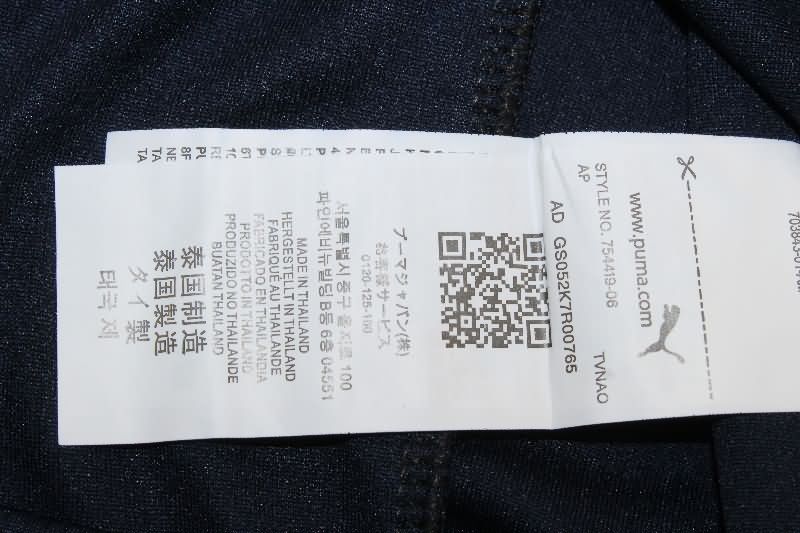 703843-01
www.puma.com
STYLE NO. 754419-06 TVNAO
AP
AD GS052K7R00765
プーマジャパン(株)
お客様サービス
0120-125-150
서울특별시 중구 을지로 100
파인에비뉴빌딩 B동 6층 04551
MADE IN THAILAND
HERGESTELLT IN THAILAND
FABRIQUE AU THAILANDE
FABRICADO EN THAILANDIA
PRODOTTO IN THAILANDE
PRODUZIDO NO THAILANDE
BUATAN THAILAND
泰国制造
泰國製造
タイ製
태국 제